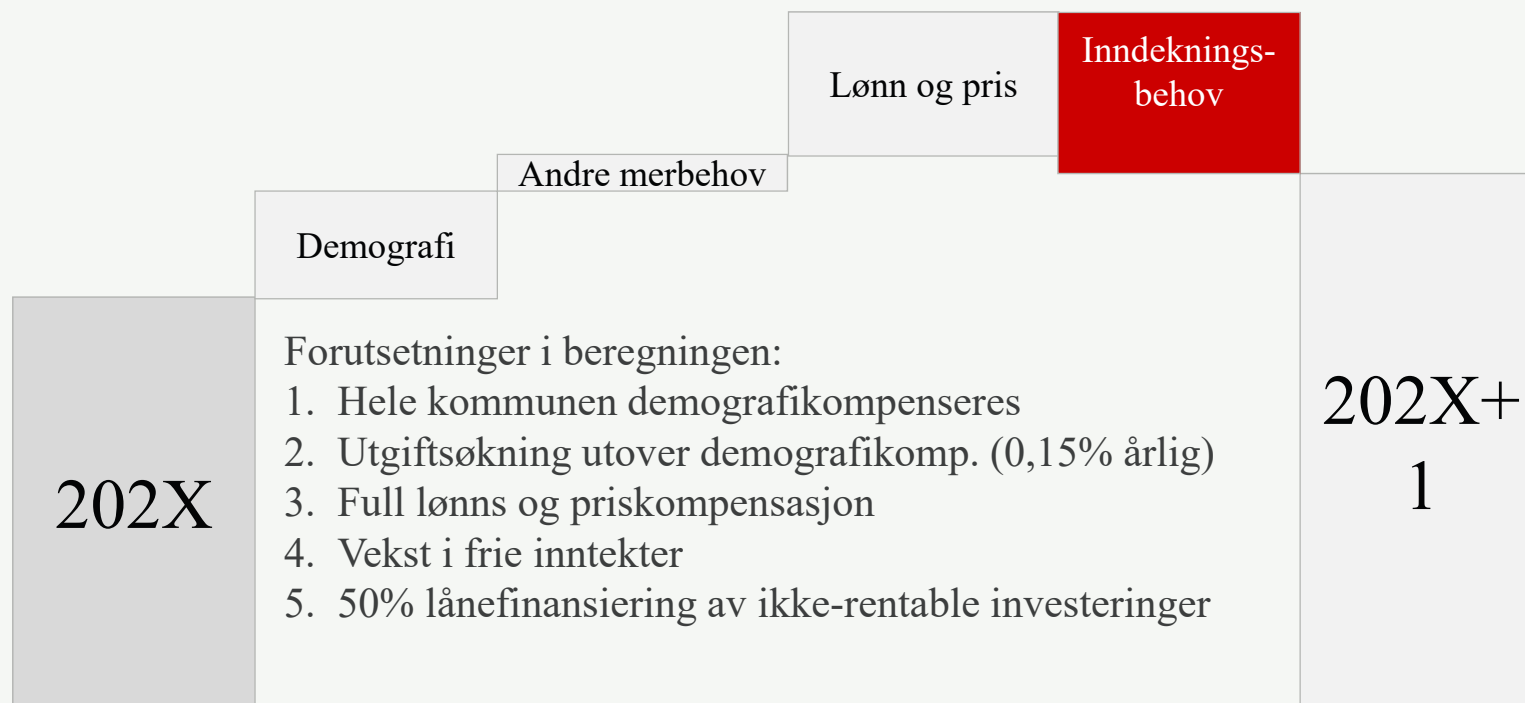 Lønn og pris
Inndeknings-
behov
Andre merbehov
Demografi
Forutsetninger i beregningen:
1. Hele kommunen demografikompenseres
2. Utgiftsøkning utover demografikomp. (0,15% årlig)
3. Full lønns og priskompensasjon
4. Vekst i frie inntekter
5. 50% lånefinansiering av ikke-rentable investeringer
202X
202X+
1